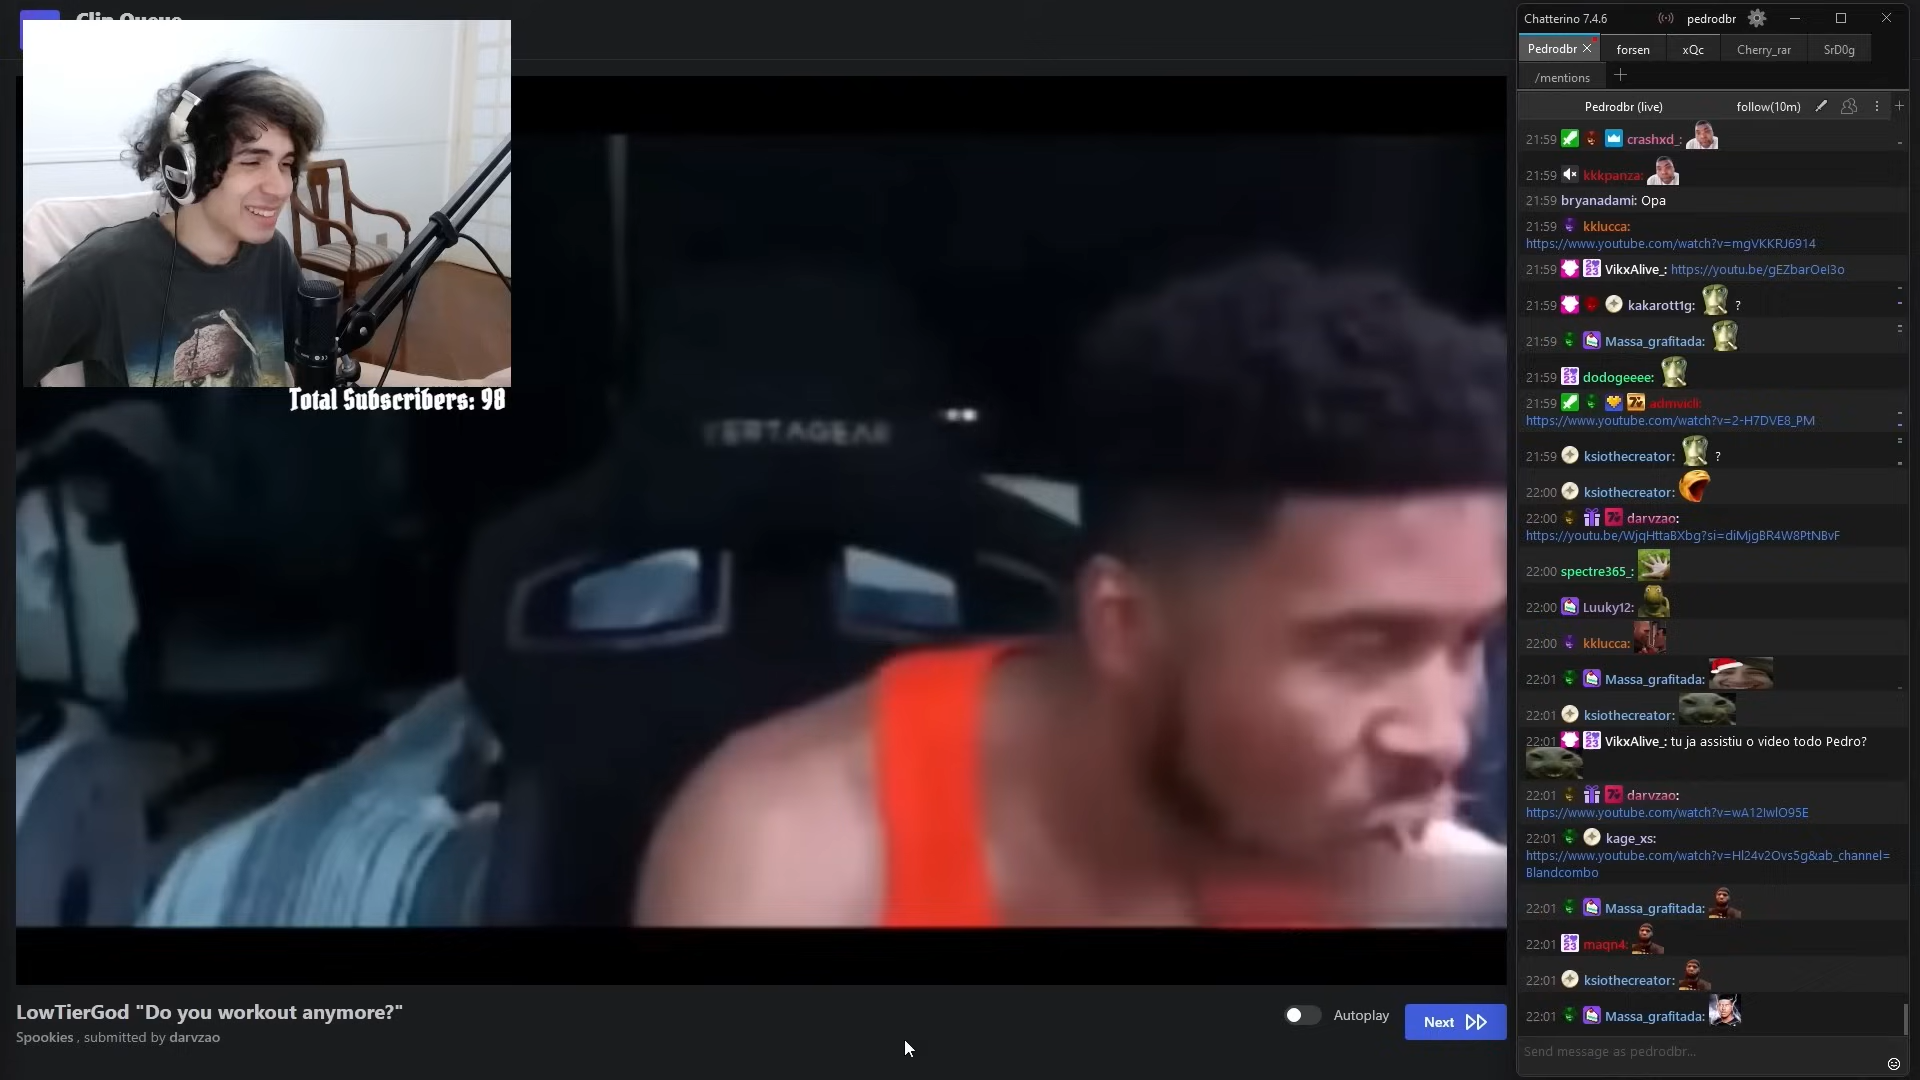 Clip Queue
Total Subscribers: 98
LowTierGod "Do you workout anymore?"
Spookies , submitted by darvzao
Autoplay
Next
Chatterino 7.4.6
pedrodbr
Pedrodbr
forsen
xQc
Cherry_rar
SrD0g
/mentions
Pedrodbr (live)
follow(10m)
21:59 crashxd_:
21:59 kkkpanza:
21:59 bryanadami: Opa
21:59 kklucca:
https://www.youtube.com/watch?v=mgVKKRJ6914
21:59 VikxAlive_: https://youtu.be/gEZbarOeI3o
21:59 kakarott1g: ?
21:59 Massa_grafitada:
21:59 dodogeeee:
21:59 admvicli:
https://www.youtube.com/watch?v=2-H7DVE8_PM
21:59 ksiothecreator: ?
22:00 ksiothecreator:
22:00 darvzao:
https://youtu.be/WjqHttaBXbg?si=diMjgBR4W8PtNBvF
22:00 spectre365_:
22:00 Luuky12:
22:00 kklucca:
22:01 Massa_grafitada:
22:01 ksiothecreator:
22:01 VikxAlive_: tu ja assistiu o video todo Pedro?
22:01 darvzao:
https://www.youtube.com/watch?v=wA12IwlO95E
22:01 kage_xs:
https://www.youtube.com/watch?v=Hl24v2Ovs5g&ab_channel=
Blandcombo
22:01 Massa_grafitada:
22:01 maqn4:
22:01 ksiothecreator:
22:01 Massa_grafitada:
Send message as pedrodbr...